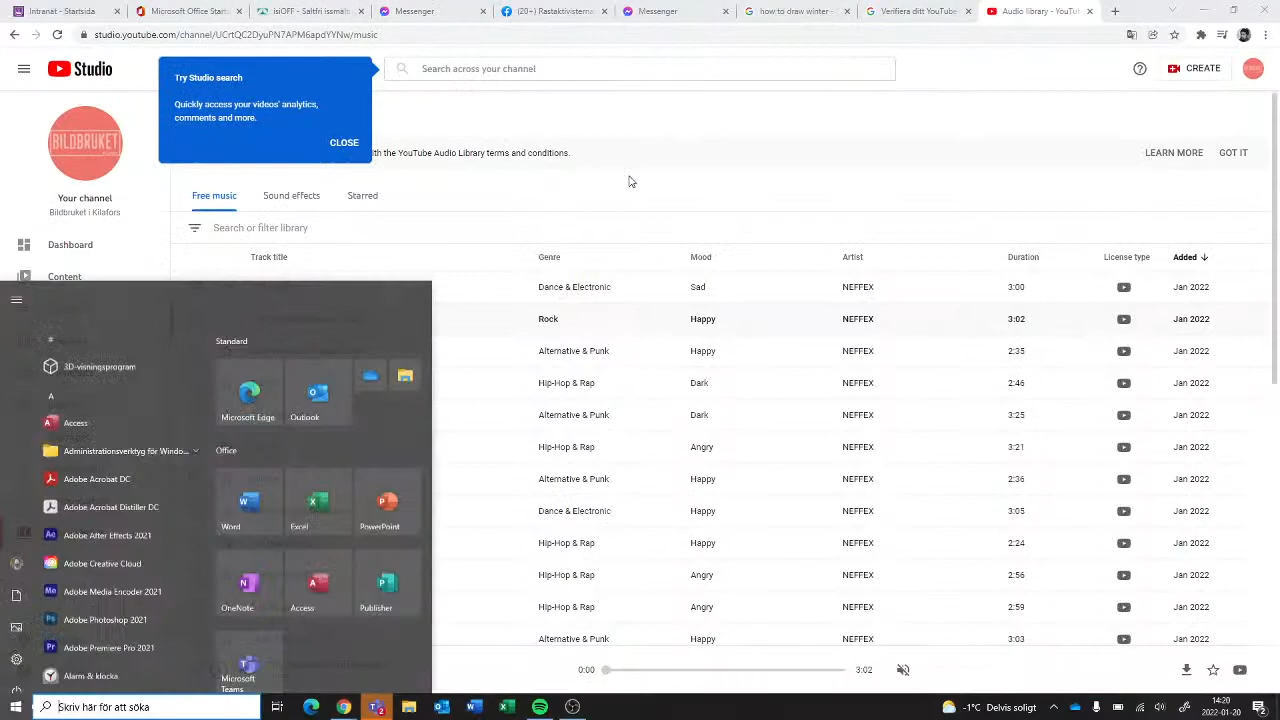 Intranät - Startsida
Microsoft Office Home
isiOFF - Siltfri ismaltsn
Messenger
(20+) Rastaktivisteman
Messenger
how to draw winter
Verifiera ditt YouTube
Audio library - YouTu
studio.youtube.com/channel/UCrtQC2DyuPN7APM6apdYYNw/music
Studio
Try Studio search
Quickly access your videos' analytics,
comments and more.
CLOSE
Search across your channel
CREATE
BILDBRUKET
th the YouTube Audio Library terms and conditions.
LEARN MORE
GOT IT
Your channel
Bildbruket i Kilafors
Dashboard
Content
Free music
Sound effects
Starred
Search or filter library
Track title
Genre
Mood
Artist
Duration
License type
Added
Dance & Electronic Sad NEFFEX 3:00 Jan 2022
Rock Happy NEFFEX 3:02 Jan 2022
Alternative & Punk Happy NEFFEX 2:35 Jan 2022
Hip-Hop & Rap Dark NEFFEX 2:46 Jan 2022
Alternative & Punk Dark NEFFEX 3:25 Jan 2022
Hip-Hop & Rap Angry NEFFEX 3:21 Jan 2022
Alternative & Punk Happy NEFFEX 2:36 Jan 2022
Dance & Electronic Happy NEFFEX 3:05 Jan 2022
Hip-Hop & Rap Happy NEFFEX 2:24 Jan 2022
Hip-Hop & Rap Angry NEFFEX 2:56 Jan 2022
Hip-Hop & Rap Angry NEFFEX 2:59 Jan 2022
Alternative & Punk Happy NEFFEX 3:03 Jan 2022
0:00
3:02
#
3D-visningsprogram
A
Access
Administrationsverktyg för Windo...
Adobe Acrobat DC
Adobe Acrobat Distiller DC
Adobe After Effects 2021
Adobe Creative Cloud
Adobe Media Encoder 2021
Adobe Photoshop 2021
Adobe Premiere Pro 2021
Alarm & klocka
Standard
Microsoft Edge
Outlook
Office
Word
Excel
PowerPoint
OneNote
Access
Publisher
Microsoft
Teams
Skriv här för att söka
-1°C Delvis soligt
14:20
2022-01-20